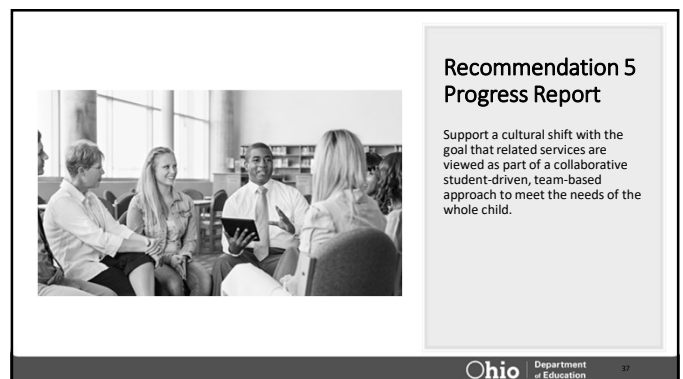 Recommendation 5
Progress Report
Support a cultural shift with the
goal that related services are
viewed as part of a collaborative
student-driven, team-based
approach to meet the needs of the
whole child.
Ohio Department
of Education
37